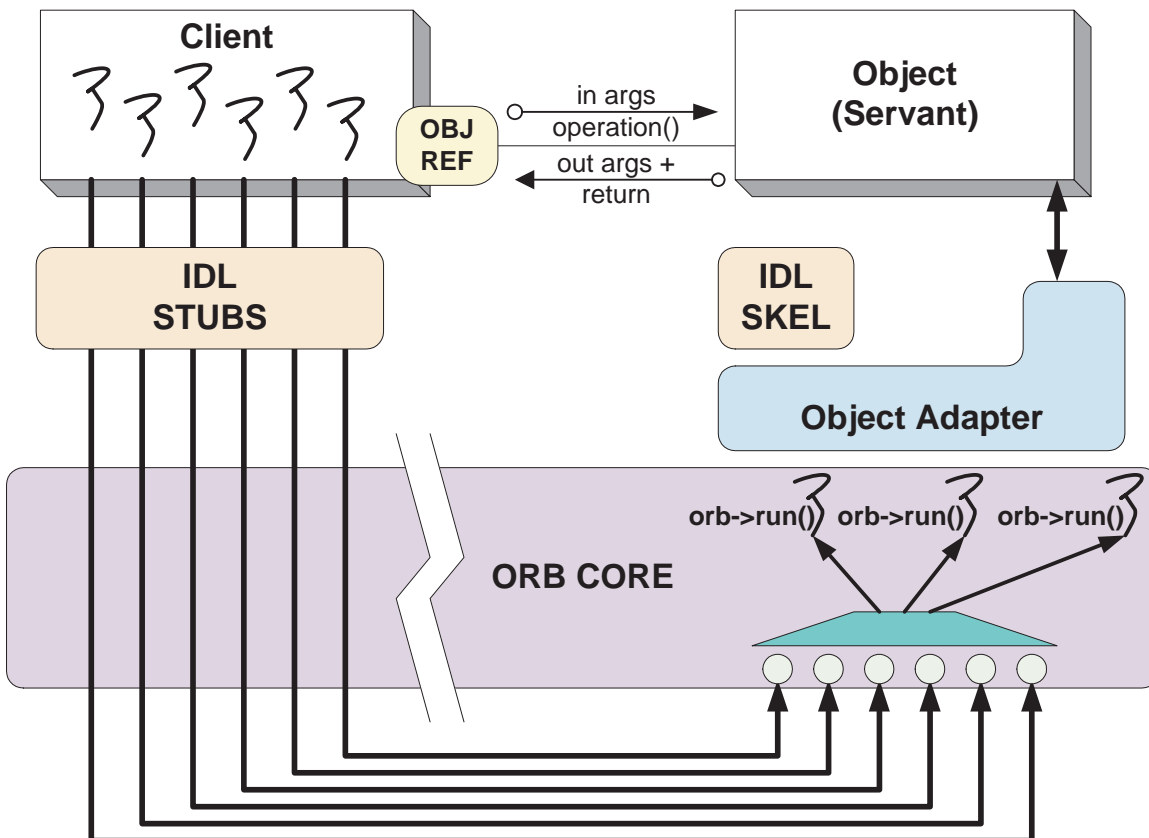 Client
Object
(Servant)
OBJ
REF
in args
operation()
out args +
return
IDL
STUBS
IDL
SKEL
Object Adapter
orb->run() orb->run() orb->run()
ORB CORE